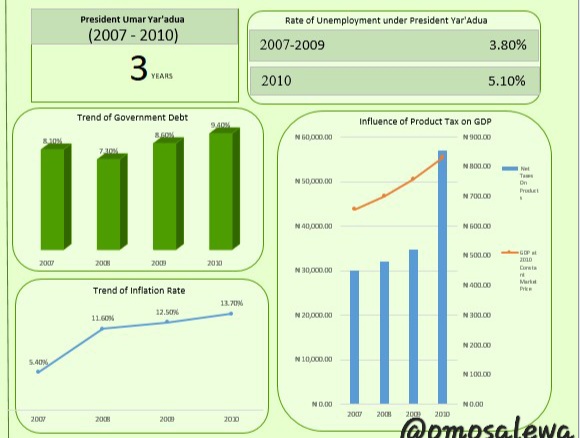 President Umar Yar'adua
(2007 - 2010)
3 YEARS
Rate of Unemployment under President Yar'Adua
2007-2009 3.80%
2010 5.10%
Trend of Government Debt
8.10% 7.30% 8.60% 9.40%
2007 2008 2009 2010
Trend of Inflation Rate
5.40% 11.60% 12.50% 13.70%
2007 2008 2009 2010
Influence of Product Tax on GDP
₦60,000.00 ₦900.00
₦800.00
₦50,000.00
₦700.00
₦40,000.00 ₦600.00
₦500.00
₦30,000.00
₦400.00
₦20,000.00 ₦300.00
₦200.00
₦10,000.00
₦100.00
₦0.00 ₦0.00
2007 2008 2009 2010
Net
Taxes
On
Product
s
GDP at
2010
Consta
nt
Market
Price
@omosalewa